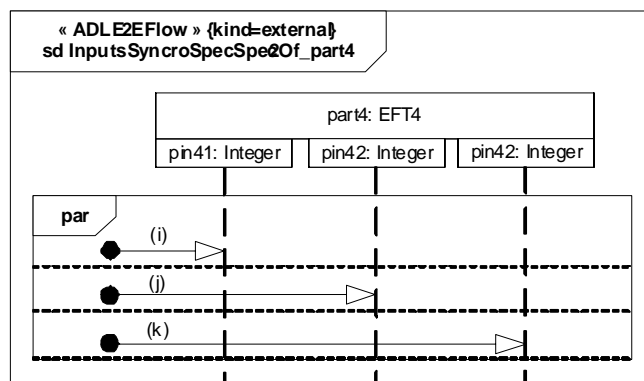 « ADLE2EFlow » {kind=external}
sd InputsSyncroSpecSpec2Of_part4
part4: EFT4
pin41: Integer
pin42: Integer
pin42: Integer
par
(i)
(j)
(k)